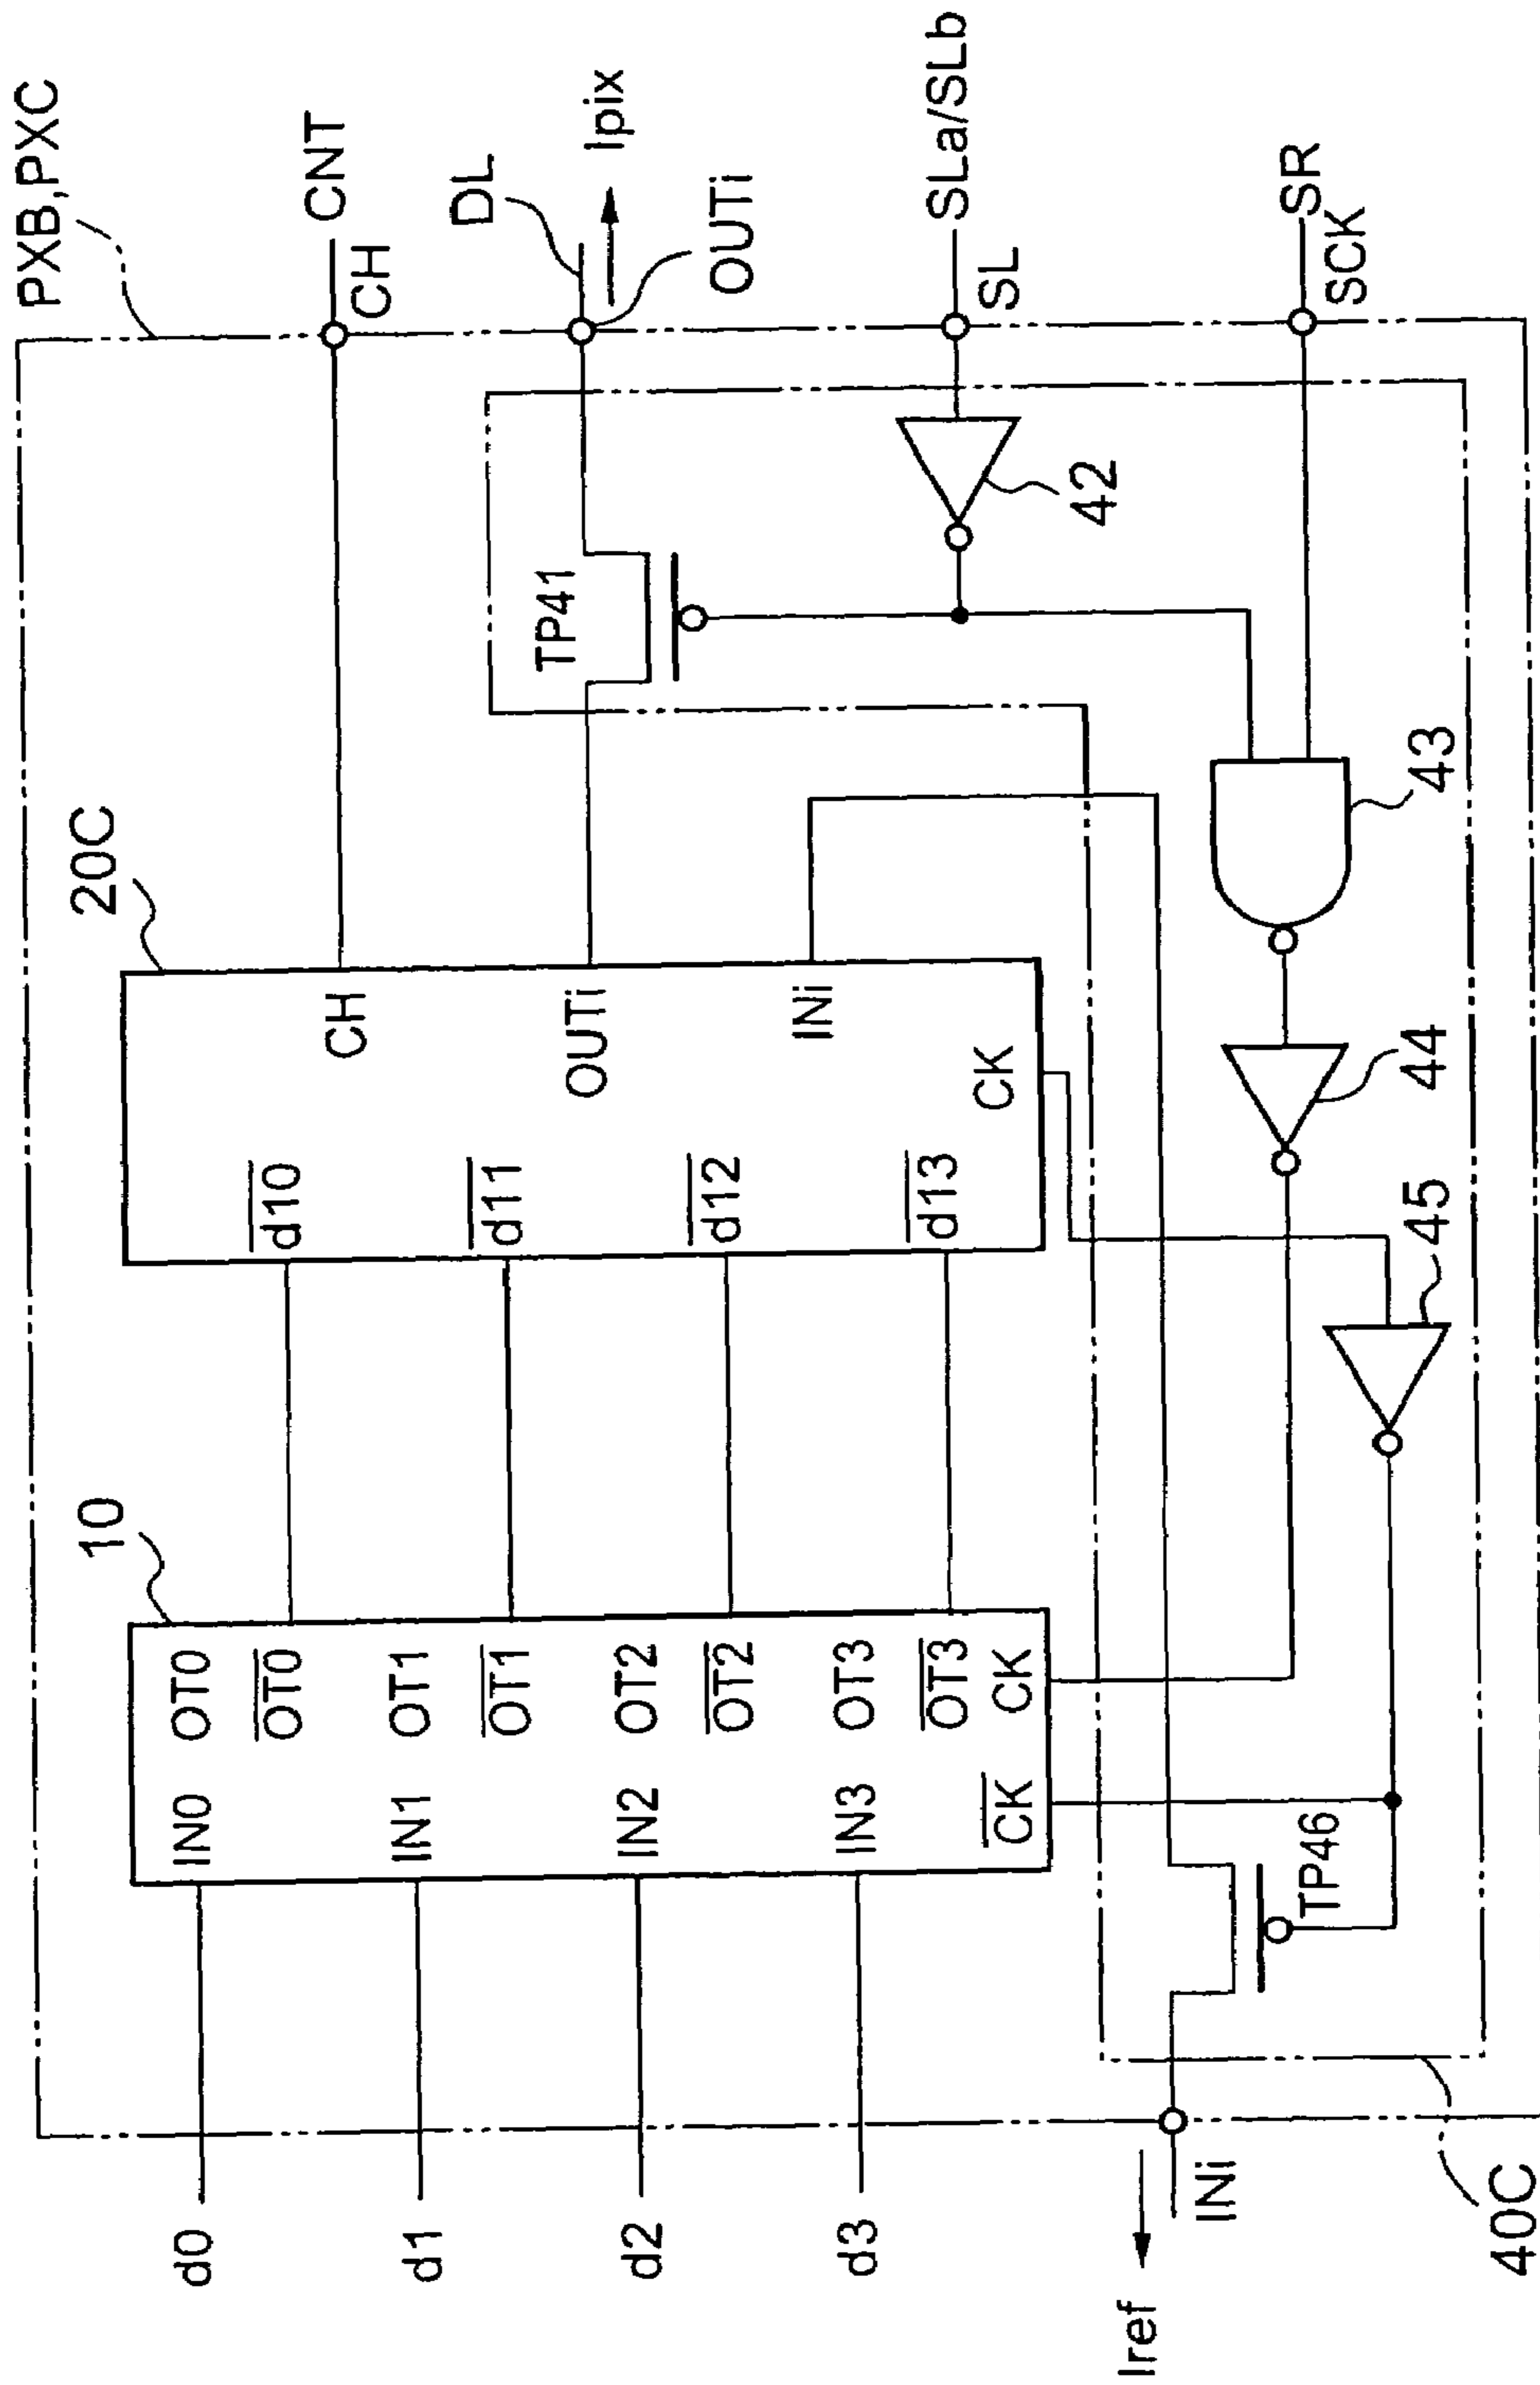 PXB,PXC
CNT
CH
DL
Ipix
OUTi
SLa/SLb
SL
SR
SCK
20C
CH
OUTi
INi
CK
d10
d11
d12
d13
TP41
42
43
44
45
10
IN0 OT0
OT0
IN1 OT1
OT1
IN2 OT2
OT2
IN3 OT3
OT3
CK CK
TP46
d0
d1
d2
d3
Iref
INi
40C